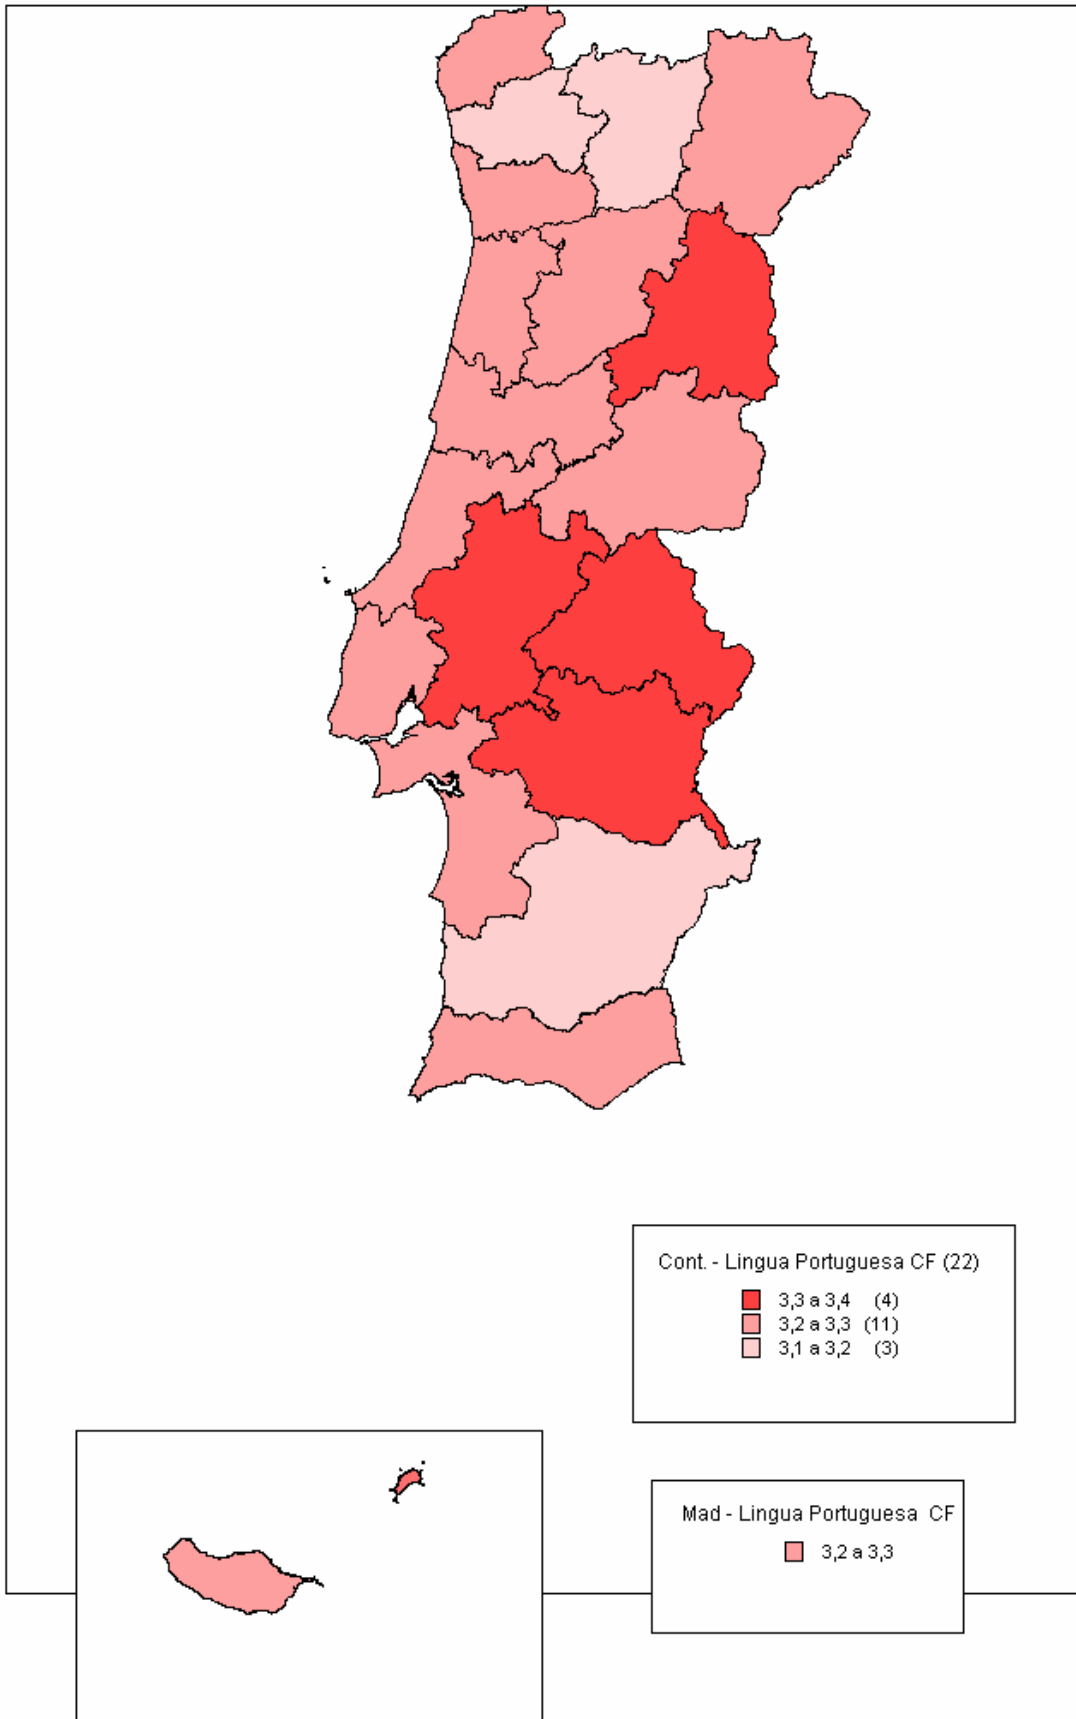 Cont. - Lingua Portuguesa CF (22)
3,3 a 3,4 (4)
3,2 a 3,3 (11)
3,1 a 3,2 (3)
Mad - Lingua Portuguesa CF
3,2 a 3,3